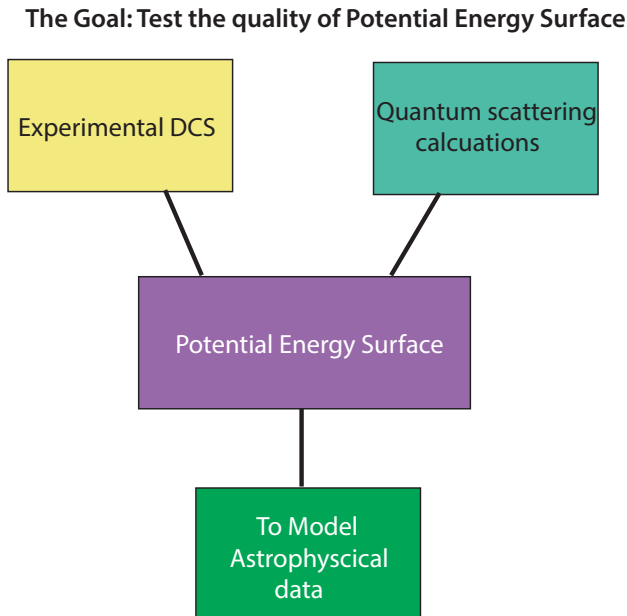 The Goal: Test the quality of Potential Energy Surface
Experimental DCS
Quantum scattering
calcuations
Potential Energy Surface
To Model
Astrophyscical
data